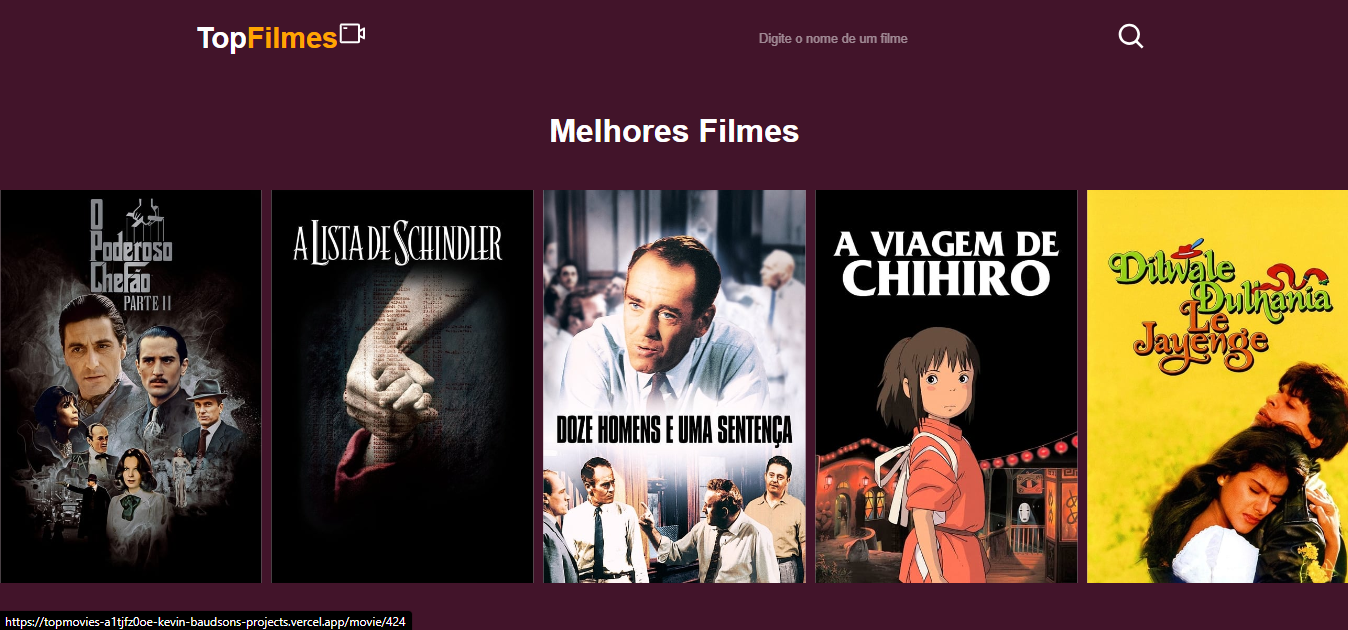 TopFilmes
Digite o nome de um filme
Melhores Filmes
O
Poderoso
Chefão
PARTE II
A LISTA DE SCHINDLER
DOZE HOMENS E UMA SENTENÇA
A VIAGEM DE
CHIHIRO
Dilwale
Dulhania
Le
Jayenge
https://topmovies-a1tjfz0oe-kevin-baudsons-projects.vercel.app/movie/424